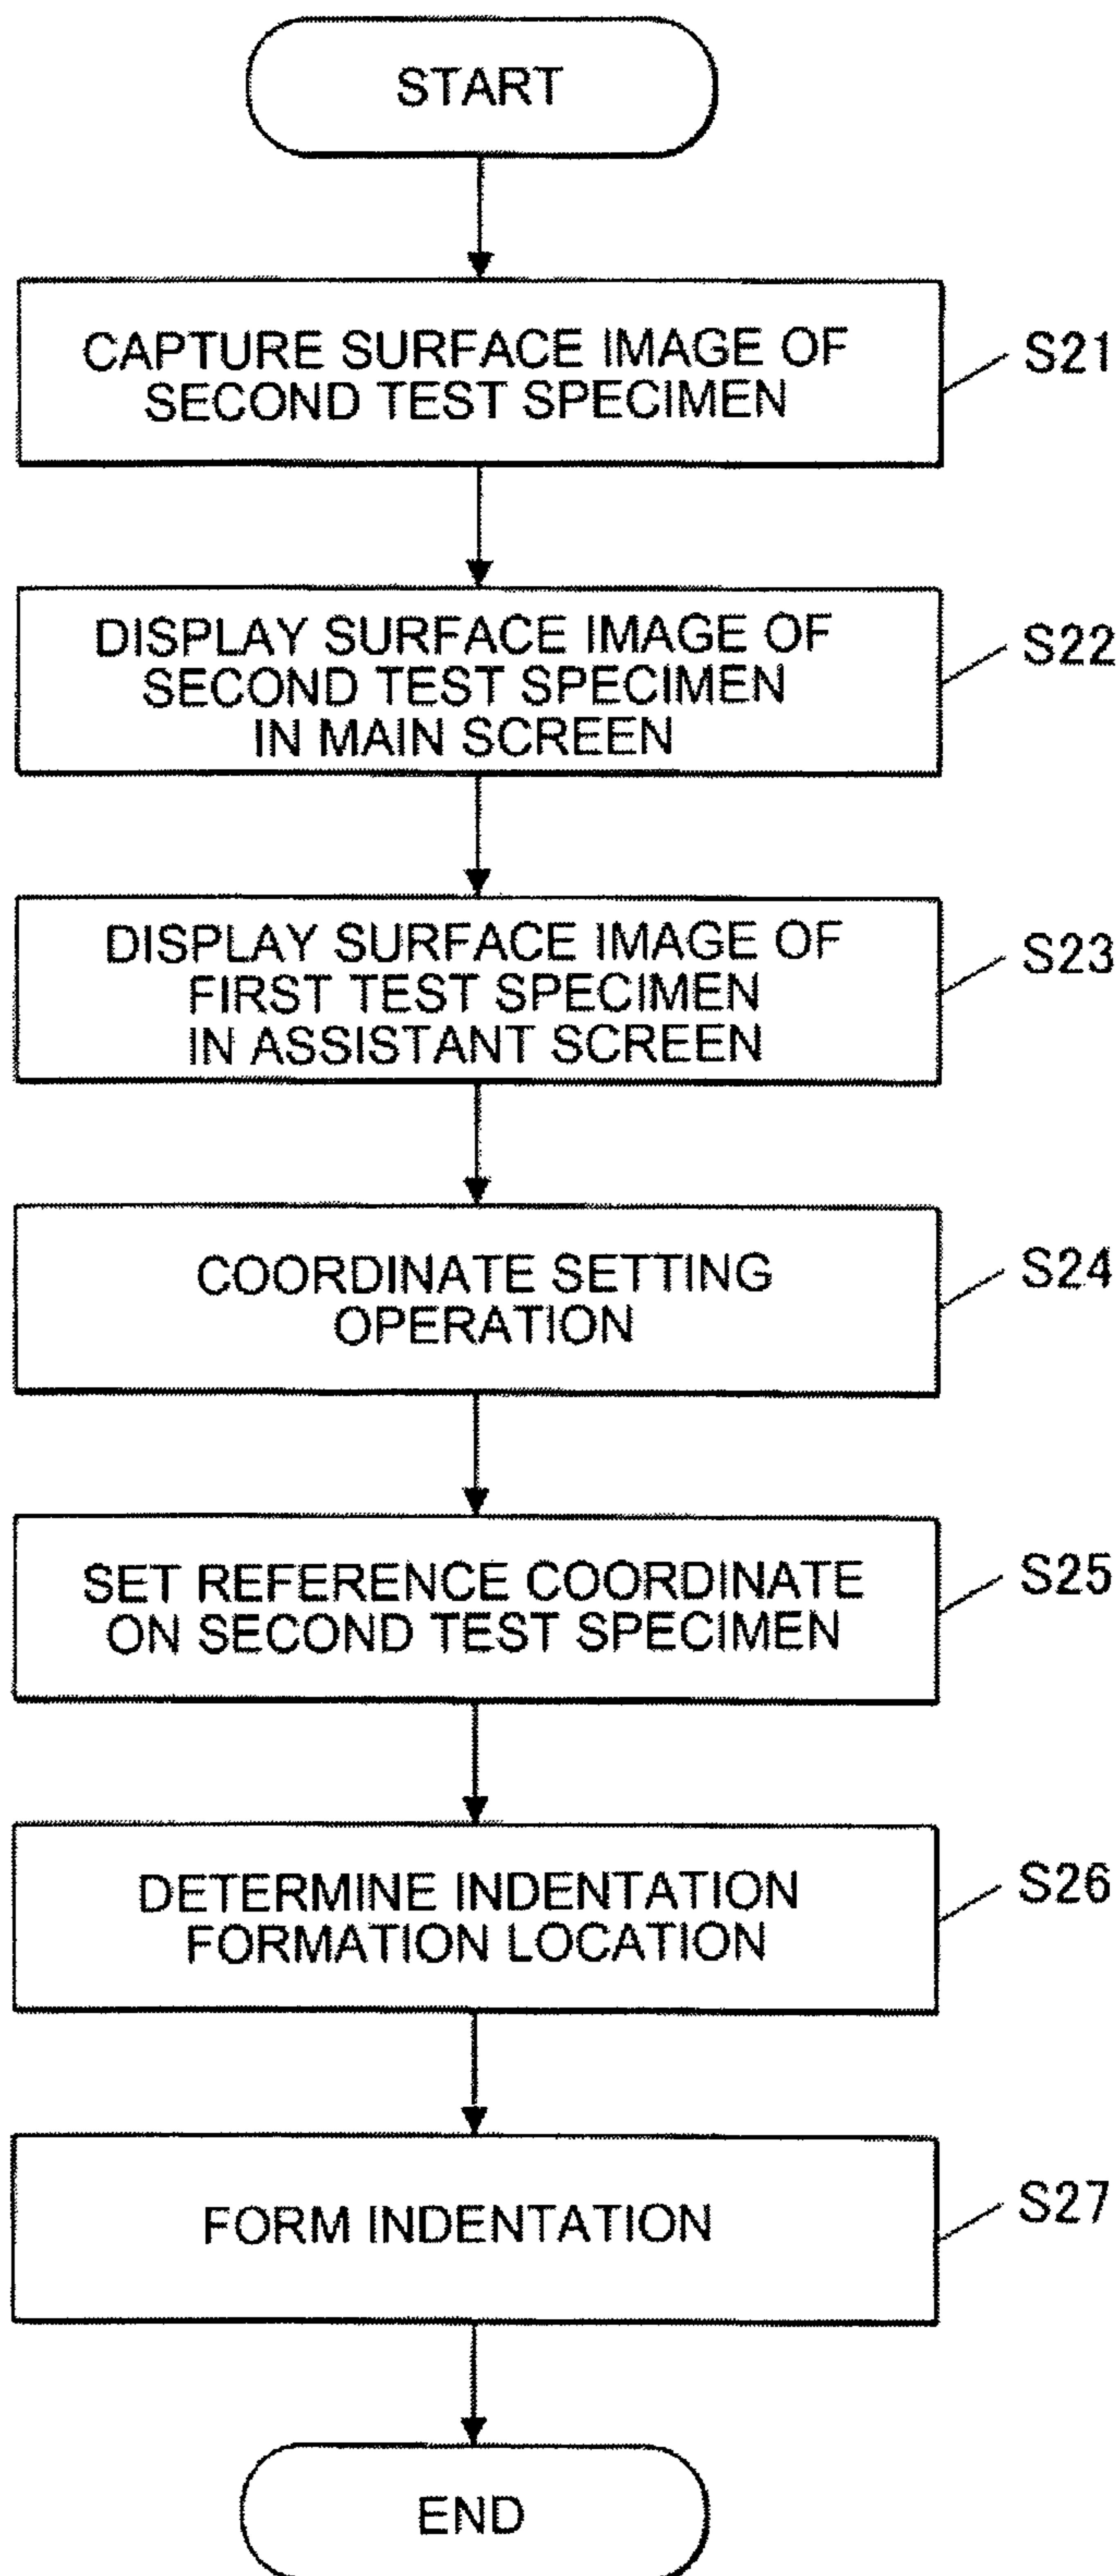 START
CAPTURE SURFACE IMAGE OF
SECOND TEST SPECIMEN
S21
DISPLAY SURFACE IMAGE OF
SECOND TEST SPECIMEN
IN MAIN SCREEN
S22
DISPLAY SURFACE IMAGE OF
FIRST TEST SPECIMEN
IN ASSISTANT SCREEN
S23
COORDINATE SETTING
OPERATION
S24
SET REFERENCE COORDINATE
ON SECOND TEST SPECIMEN
S25
DETERMINE INDENTATION
FORMATION LOCATION
S26
FORM INDENTATION
S27
END